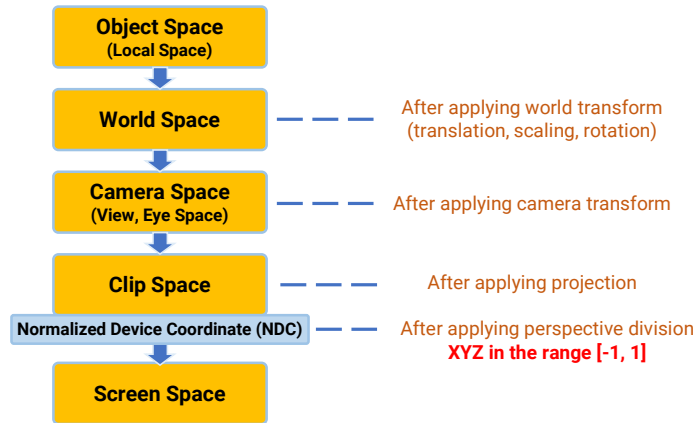 Object Space
(Local Space)
World Space
After applying world transform
(translation, scaling, rotation)
Camera Space
(View, Eye Space)
After applying camera transform
Clip Space
After applying projection
Normalized Device Coordinate (NDC)
After applying perspective division
XYZ in the range [-1, 1]
Screen Space